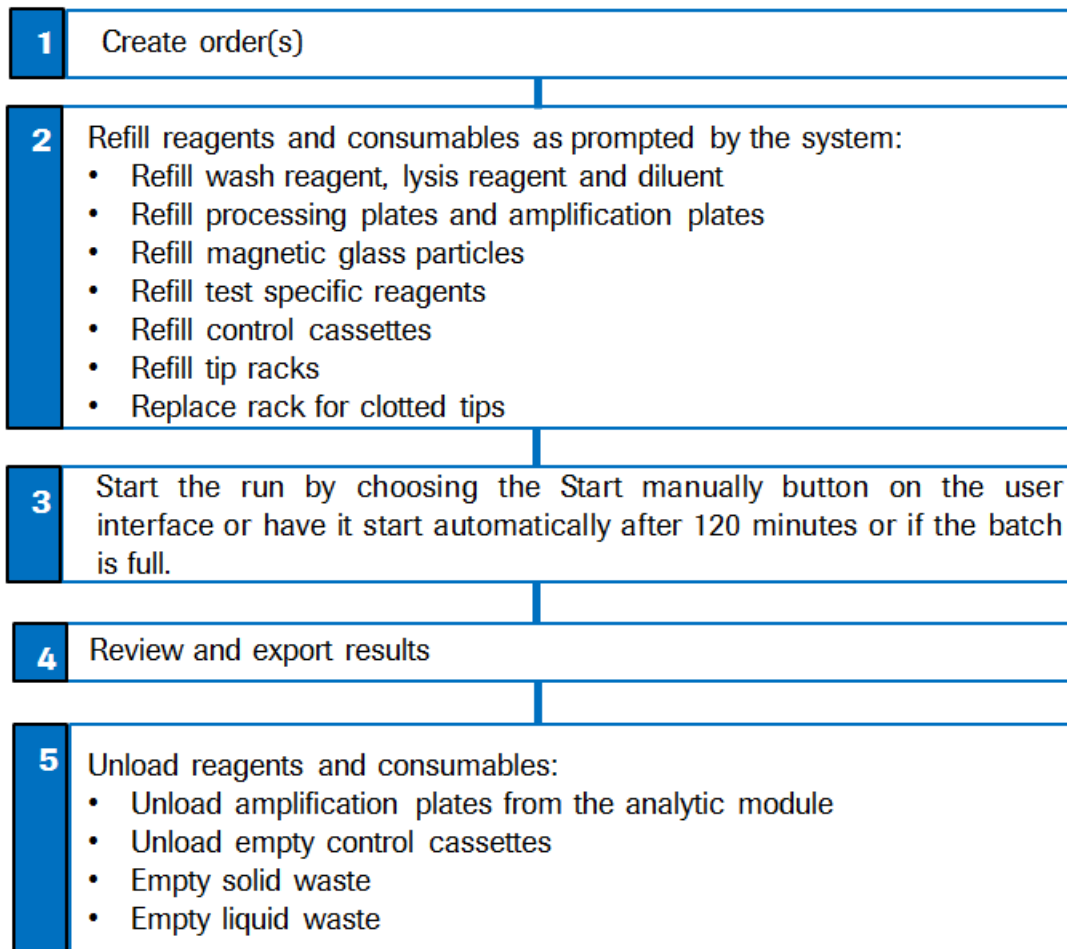 1
Create order(s)
2
Refill reagents and consumables as prompted by the system:
• Refill wash reagent, lysis reagent and diluent
• Refill processing plates and amplification plates
• Refill magnetic glass particles
• Refill test specific reagents
• Refill control cassettes
• Refill tip racks
• Replace rack for clotted tips
3
Start the run by choosing the Start manually button on the user
interface or have it start automatically after 120 minutes or if the batch
is full.
4
Review and export results
5
Unload reagents and consumables:
• Unload amplification plates from the analytic module
• Unload empty control cassettes
• Empty solid waste
• Empty liquid waste